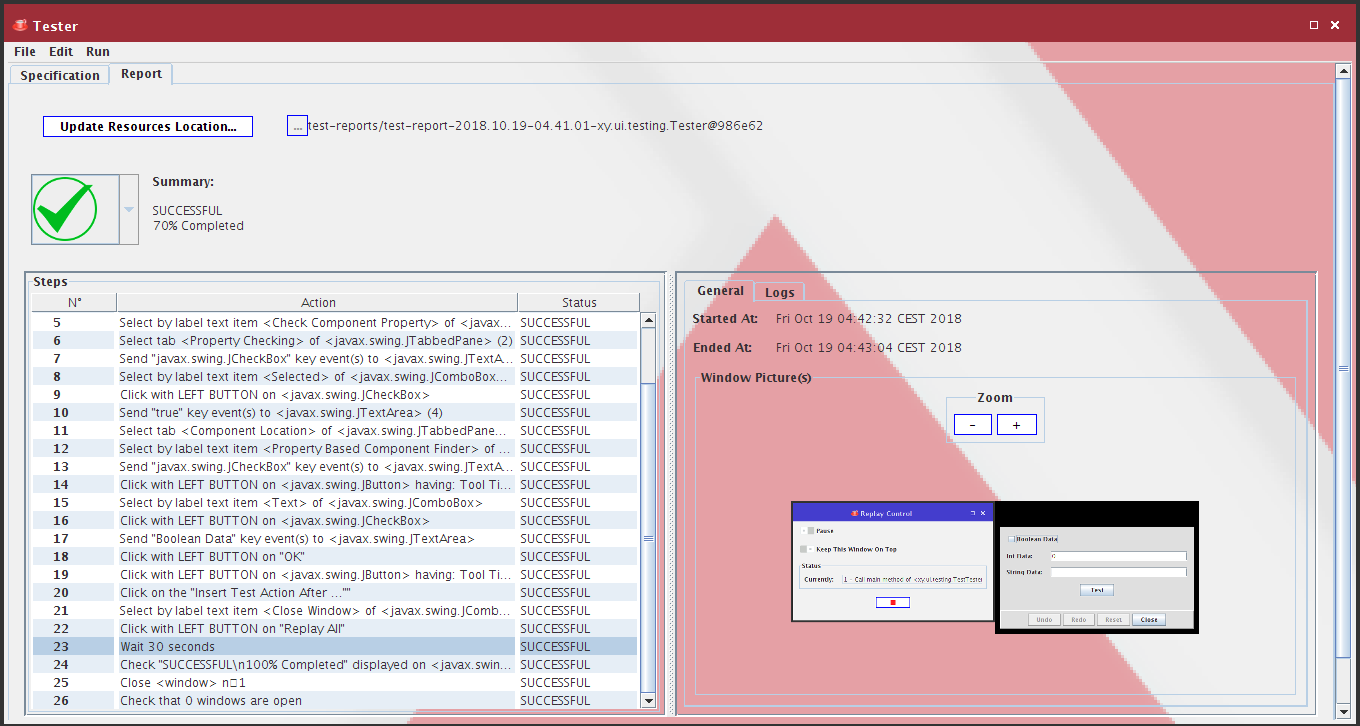 Tester
File Edit Run
Specification Report
Update Resources Location... ... test-reports/test-report-2018.10.19-04.41.01-xy.ui.testing.Tester@986e62
Summary:
SUCCESSFUL
70% Completed
Steps
N° Action Status
5 Select by label text item <Check Component Property> of <javax... SUCCESSFUL
6 Select tab <Property Checking> of <javax.swing.JTabbedPane> (2) SUCCESSFUL
7 Send "javax.swing.JCheckBox" key event(s) to <javax.swing.JTextA... SUCCESSFUL
8 Select by label text item <Selected> of <javax.swing.JComboBox... SUCCESSFUL
9 Click with LEFT BUTTON on <javax.swing.JCheckBox> SUCCESSFUL
10 Send "true" key event(s) to <javax.swing.JTextArea> (4) SUCCESSFUL
11 Select tab <Component Location> of <javax.swing.JTabbedPane... SUCCESSFUL
12 Select by label text item <Property Based Component Finder> of ... SUCCESSFUL
13 Send "javax.swing.JCheckBox" key event(s) to <javax.swing.JTextA... SUCCESSFUL
14 Click with LEFT BUTTON on <javax.swing.JButton> having: Tool Ti... SUCCESSFUL
15 Select by label text item <Text> of <javax.swing.JComboBox> SUCCESSFUL
16 Click with LEFT BUTTON on <javax.swing.JCheckBox> SUCCESSFUL
17 Send "Boolean Data" key event(s) to <javax.swing.JTextArea> SUCCESSFUL
18 Click with LEFT BUTTON on "OK" SUCCESSFUL
19 Click with LEFT BUTTON on <javax.swing.JButton> having: Tool Ti... SUCCESSFUL
20 Click on the "Insert Test Action After ..."" SUCCESSFUL
21 Select by label text item <Close Window> of <javax.swing.JComb... SUCCESSFUL
22 Click with LEFT BUTTON on "Replay All" SUCCESSFUL
23 Wait 30 seconds SUCCESSFUL
24 Check "SUCCESSFUL\n100% Completed" displayed on <javax.swin... SUCCESSFUL
25 Close <window> n□1 SUCCESSFUL
26 Check that 0 windows are open SUCCESSFUL
General Logs
Started At: Fri Oct 19 04:42:32 CEST 2018
Ended At: Fri Oct 19 04:43:04 CEST 2018
Window Picture(s)
Zoom
- +
Replay Control
Pause
Keep This Window On Top
Status
Currently: 1 - Call main method of <xy.ui.testing.TestTester
Boolean Data
Int Data: 0
String Data:
Test
Undo Redo Reset Close